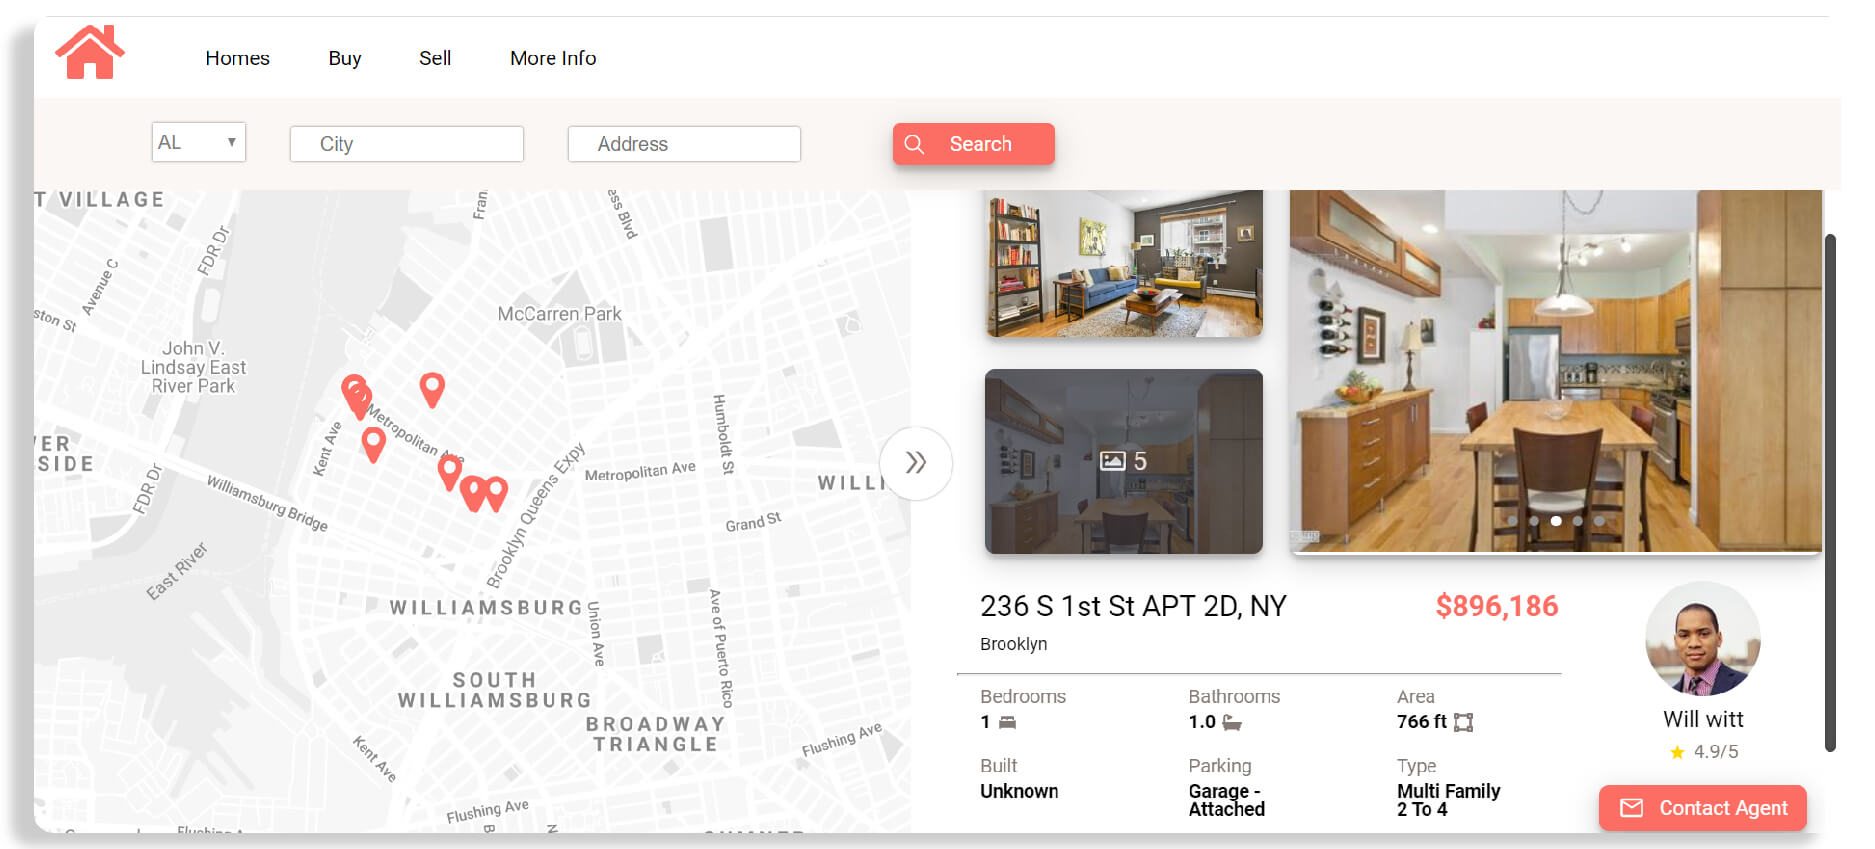 Homes
Buy
Sell
More Info
AL
City
Address
Search
T VILLAGE
FDR Dr
Avenue C
ston St
John V.
Lindsay East
River Park
Fran
ess Blvd
McCarren Park
Kent Ave
Metropolitan Ave
Metropolitan Ave
Humboldt St
WILLI
VER
SIDE
FDR Dr
Williamsburg Bridge
Brooklyn Queens Expy
Grand St
East River
WILLIAMSBURG
Union Ave
Ave of Puerto Rico
SOUTH
WILLIAMSBURG
BROADWAY
TRIANGLE
Kent Ave
Flushing Ave
Flushing Ave
Flushing A
5
236 S 1st St APT 2D, NY
$896,186
Brooklyn
Bedrooms
Bathrooms
Area
1
1.0
766 ft
Built
Parking
Type
Unknown
Garage -
Attached
Multi Family
2 To 4
Will witt
4.9/5
Contact Agent